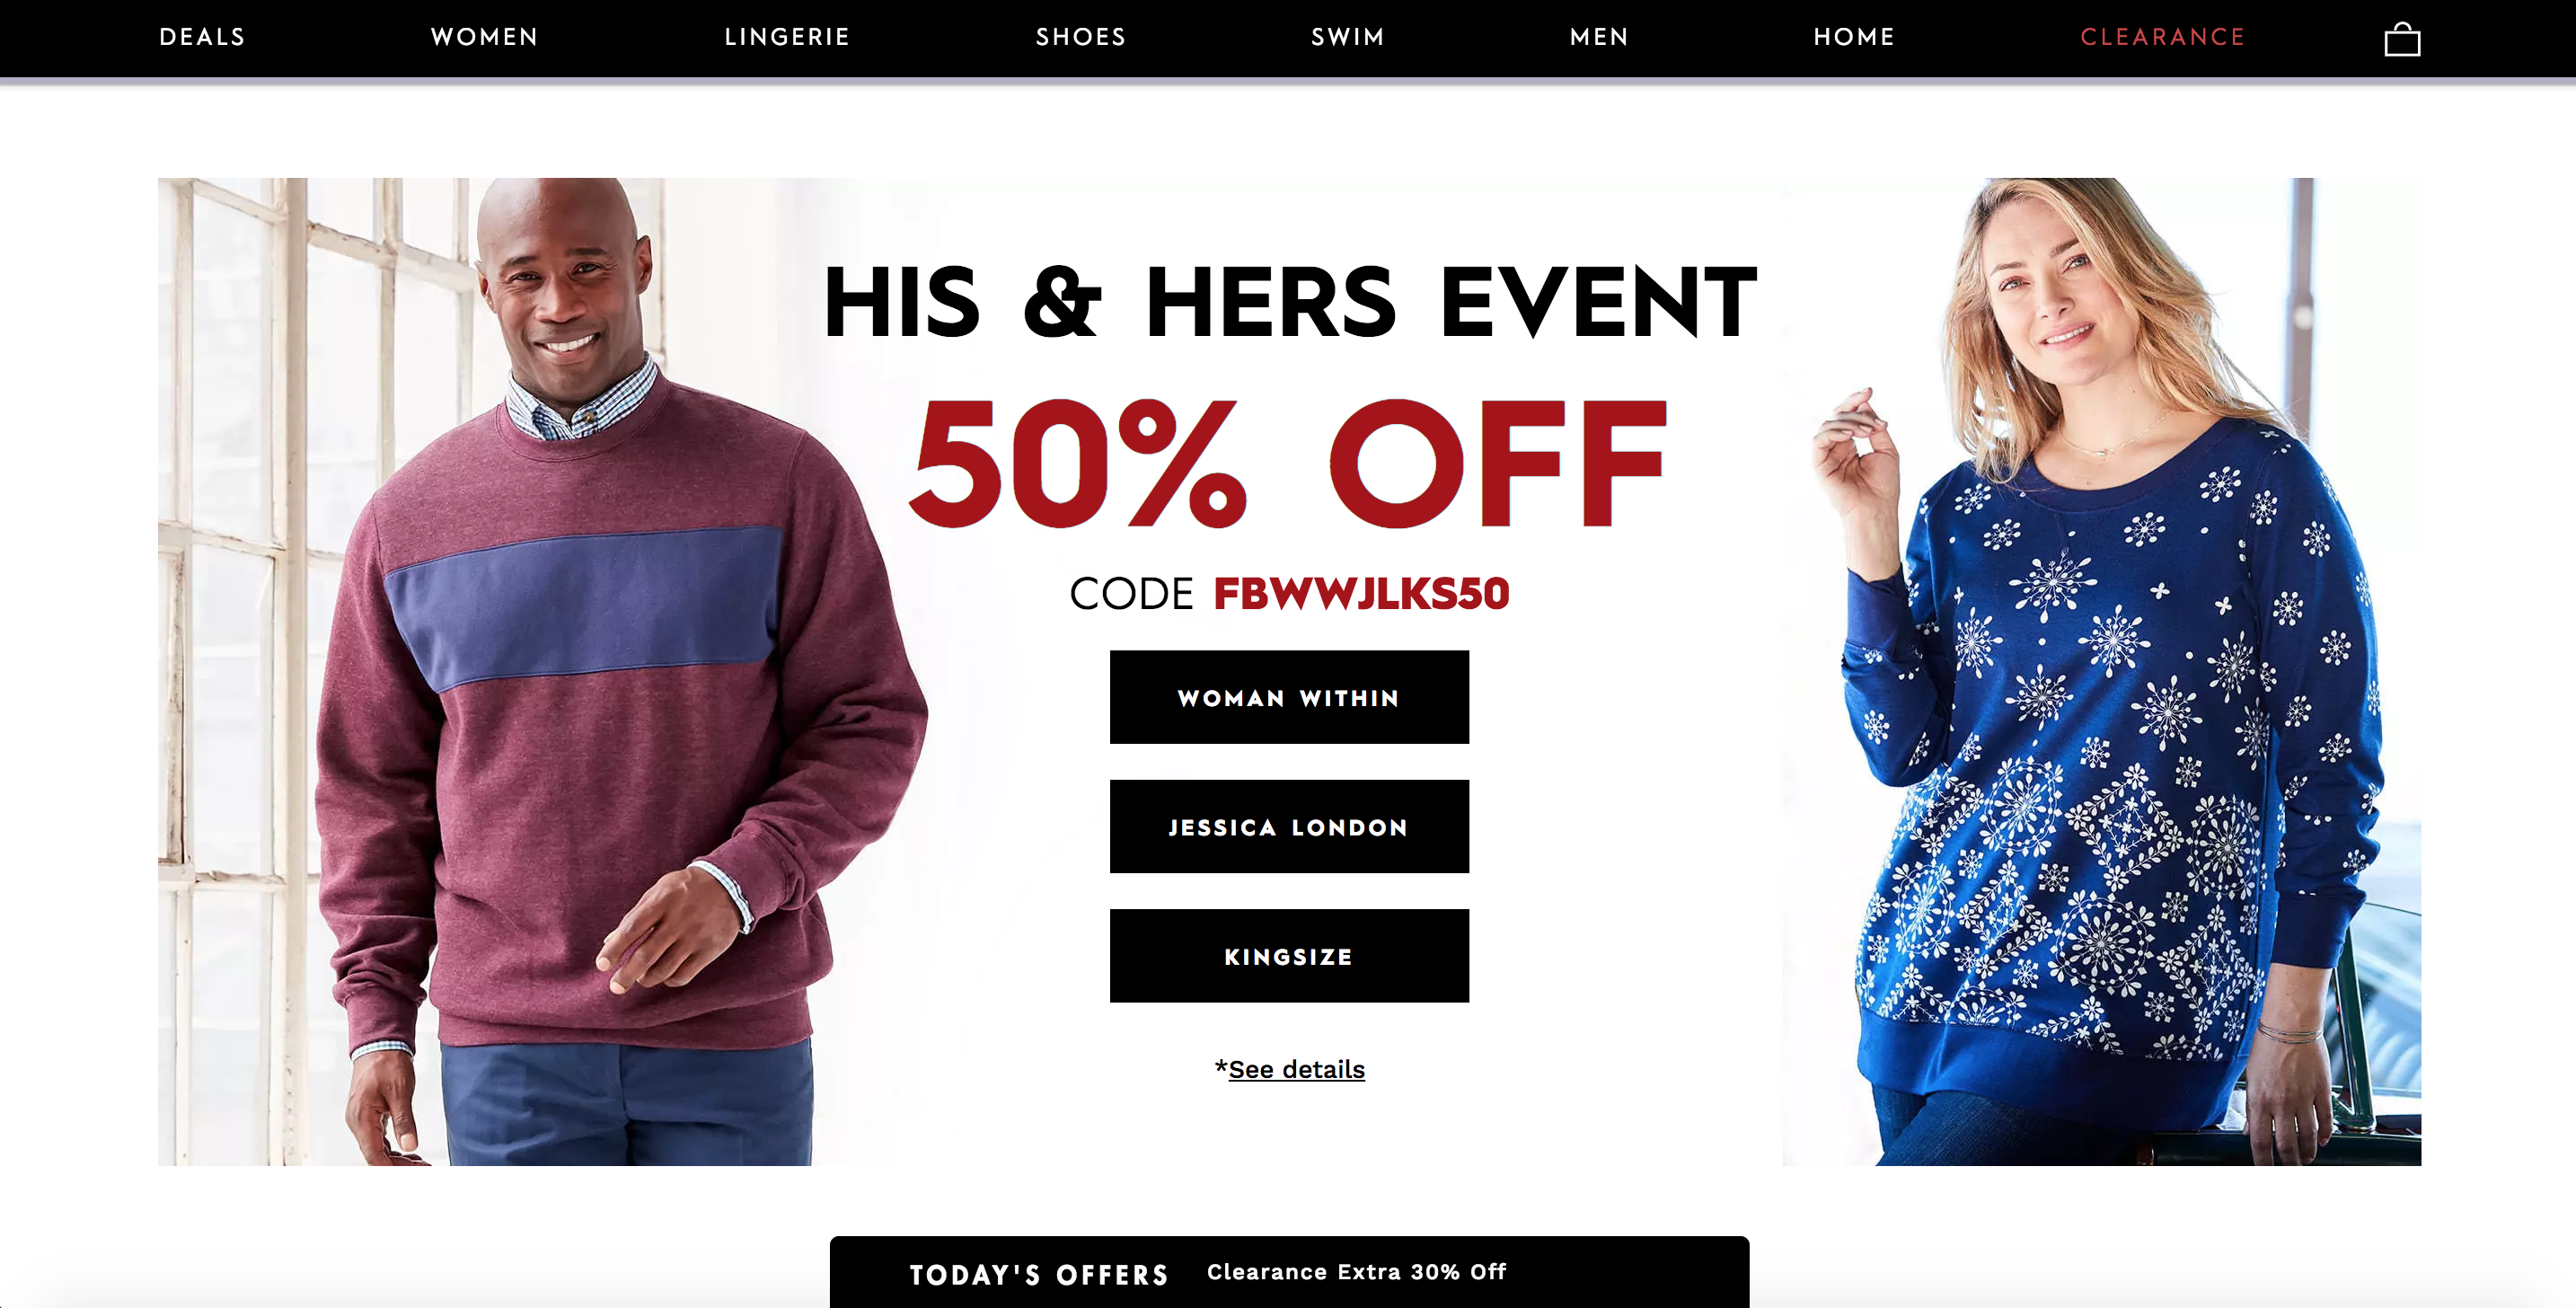 DEALS WOMEN LINGERIE SHOES SWIM MEN HOME CLEARANCE
HIS & HERS EVENT
50% OFF
CODE FBWWJLKS50
WOMAN WITHIN
JESSICA LONDON
KINGSIZE
*See details
TODAY'S OFFERS Clearance Extra 30% Off